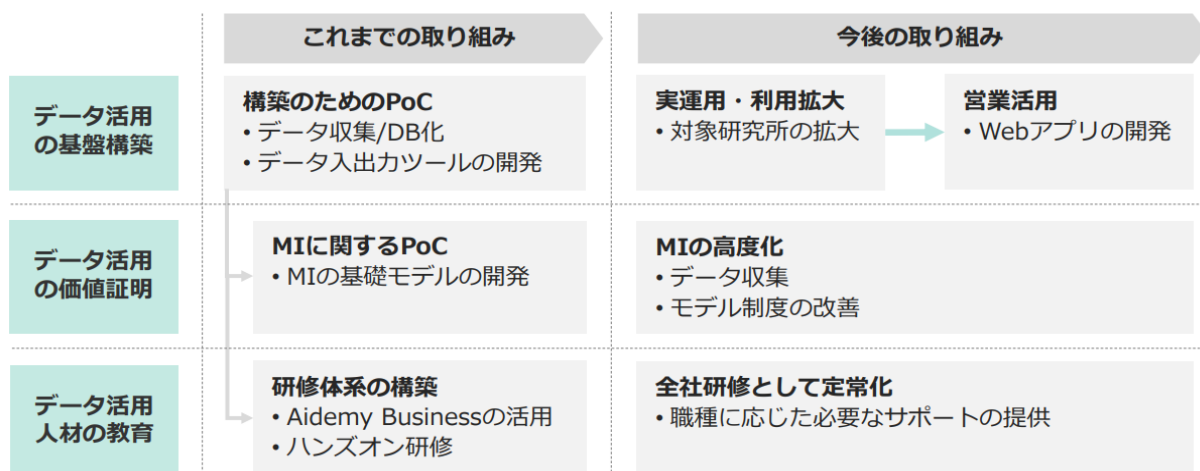 これまでの取り組み
今後の取り組み
データ活用
の基盤構築
構築のためのPoC
• データ収集/DB化
• データ入出力ツールの開発
実運用・利用拡大
• 対象研究所の拡大
営業活用
• Webアプリの開発
データ活用
の価値証明
MIに関するPoC
• MIの基礎モデルの開発
MIの高度化
• データ収集
• モデル制度の改善
データ活用
人材の教育
研修体系の構築
• Aidemy Businessの活用
• ハンズオン研修
全社研修として定常化
• 職種に応じた必要なサポートの提供